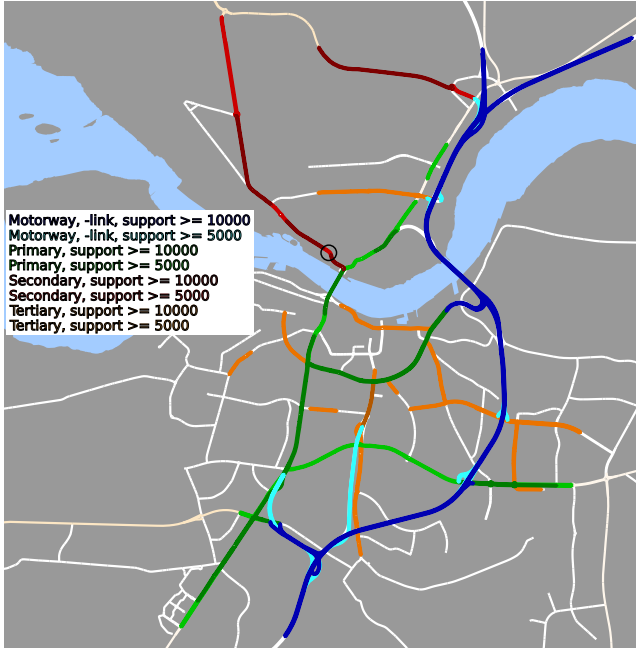 Motorway, -link, support >= 10000
Motorway, -link, support >= 5000
Primary, support >= 10000
Primary, support >= 5000
Secondary, support >= 10000
Secondary, support >= 5000
Tertiary, support >= 10000
Tertiary, support >= 5000